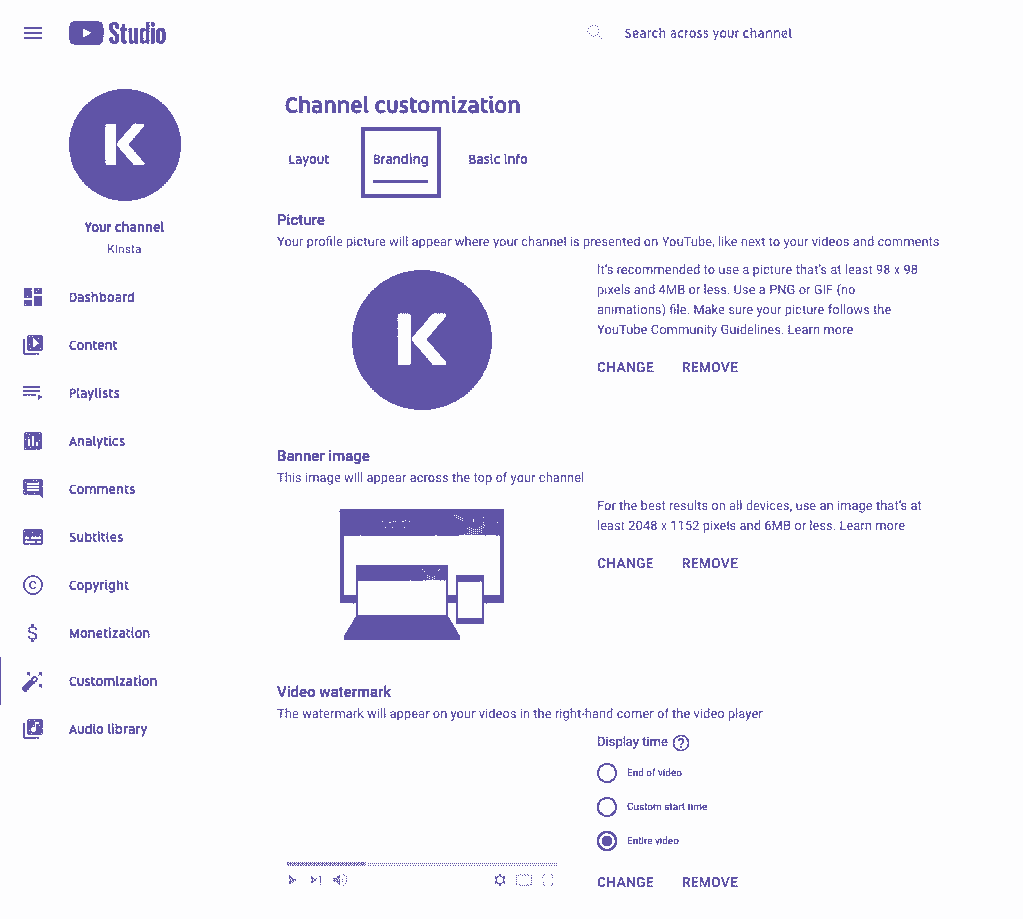 Studio
Search across your channel
K
Your channel
Kinsta
Dashboard
Content
Playlists
Analytics
Comments
Subtitles
Copyright
Monetization
Customization
Audio library
Channel customization
Layout
Branding
Basic info
Picture
Your profile picture will appear where your channel is presented on YouTube, like next to your videos and comments
K
It's recommended to use a picture that's at least 98 x 98
pixels and 4MB or less. Use a PNG or GIF (no
animations) file. Make sure your picture follows the
YouTube Community Guidelines. Learn more
CHANGE REMOVE
Banner image
This image will appear across the top of your channel
For the best results on all devices, use an image that's at
least 2048 x 1152 pixels and 6MB or less. Learn more
CHANGE REMOVE
Video watermark
The watermark will appear on your videos in the right-hand corner of the video player
Display time ?
End of video
Custom start time
Entire video
CHANGE REMOVE